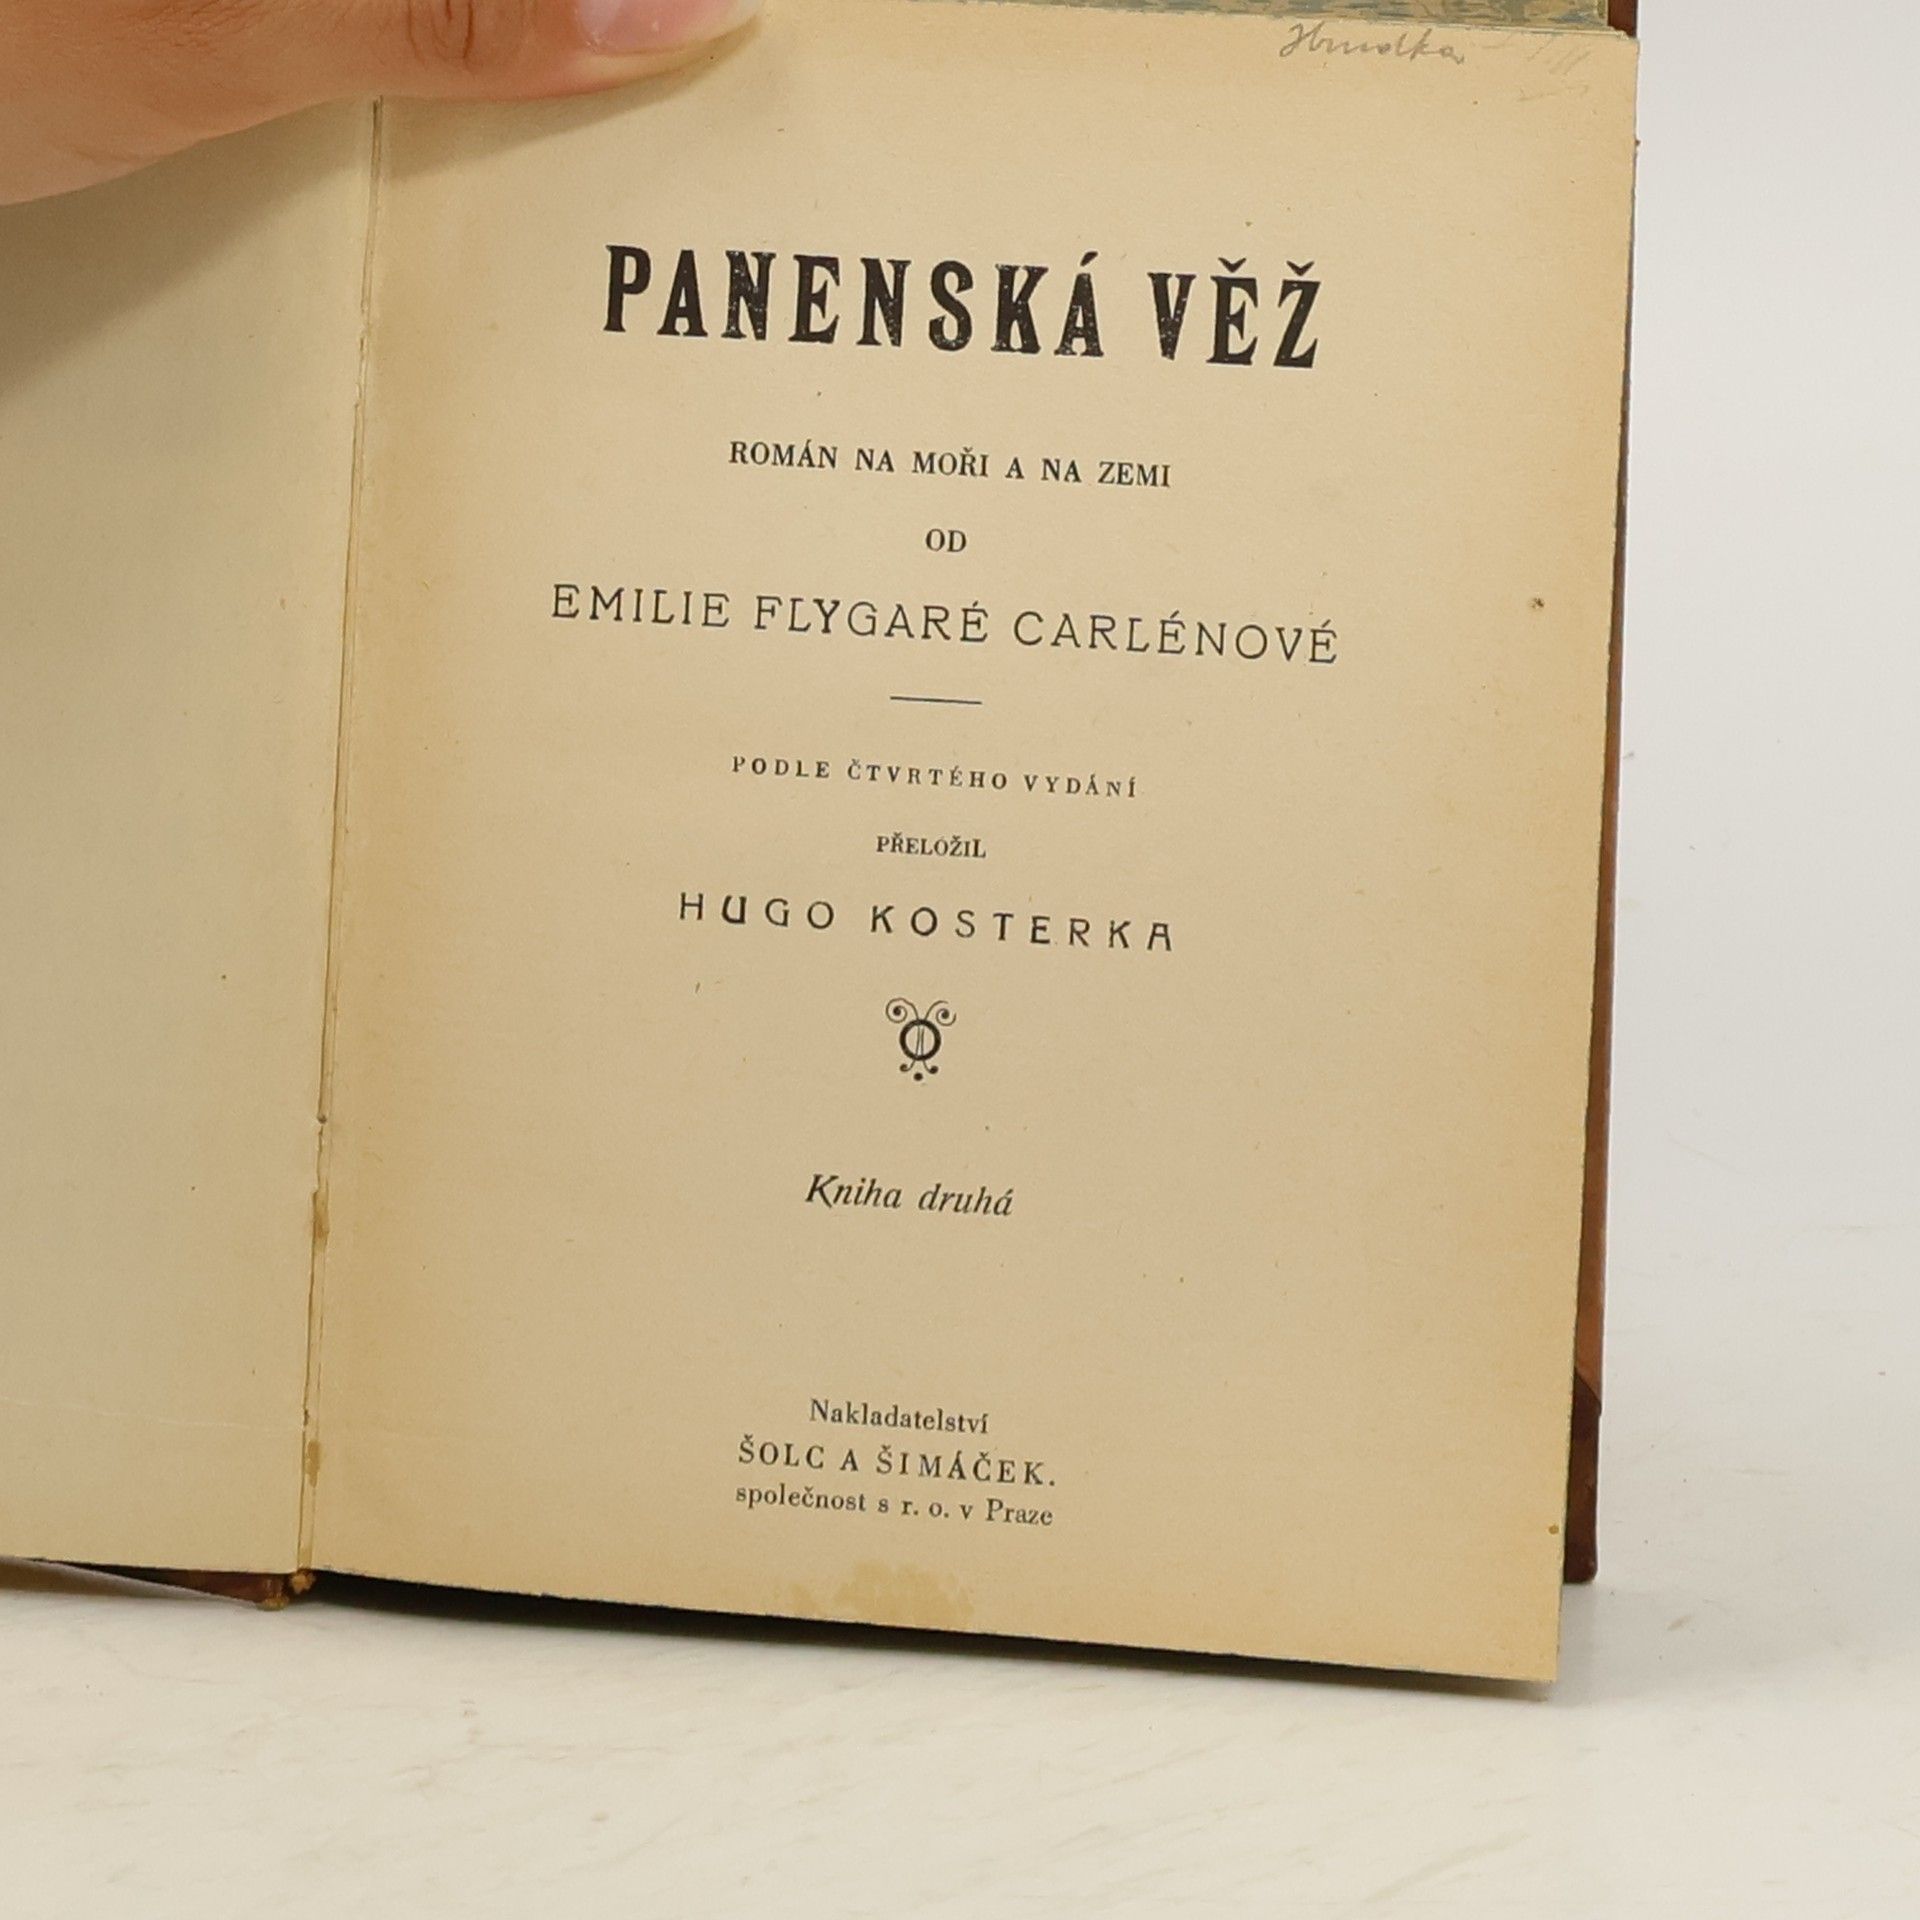 PANENSKÁ VĚŽ
ROMÁN NA MOŘI A NA ZEMI
OD
EMILIE FLYGARÉ CARLÉNOVÉ
PODLE ČTVRTÉHO VYDÁNÍ
PŘELOŽIL
HUGO KOSTERKA
Kniha druhá
Nakladatelství
ŠOLC A ŠIMÁČEK.
společnost s r. o. v Praze